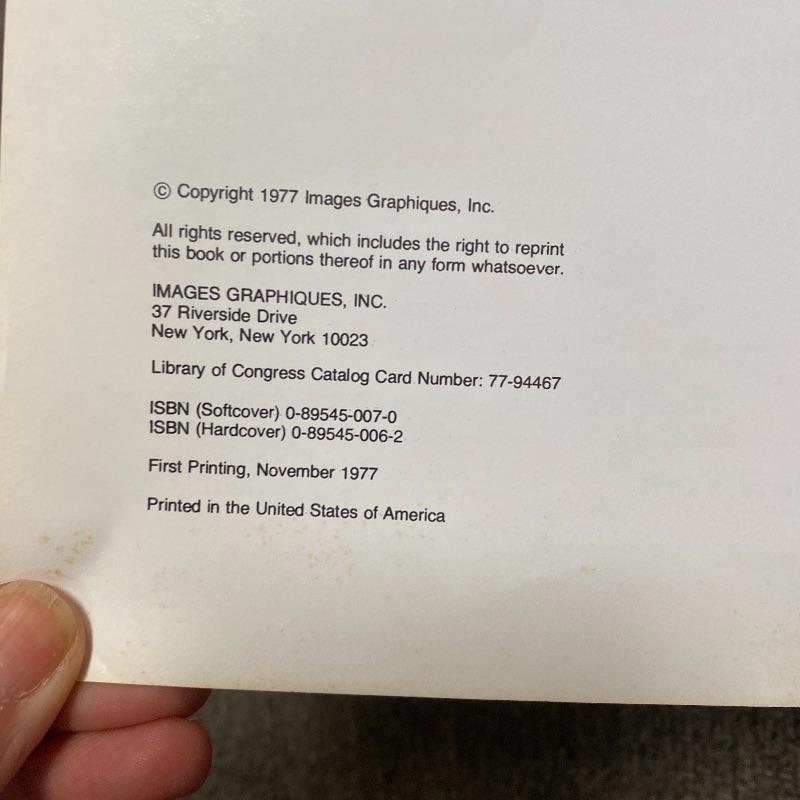 © Copyright 1977 Images Graphiques, Inc.
All rights reserved, which includes the right to reprint
this book or portions thereof in any form whatsoever.
IMAGES GRAPHIQUES, INC.
37 Riverside Drive
New York, New York 10023
Library of Congress Catalog Card Number: 77-94467
ISBN (Softcover) 0-89545-007-0
ISBN (Hardcover) 0-89545-006-2
First Printing, November 1977
Printed in the United States of America